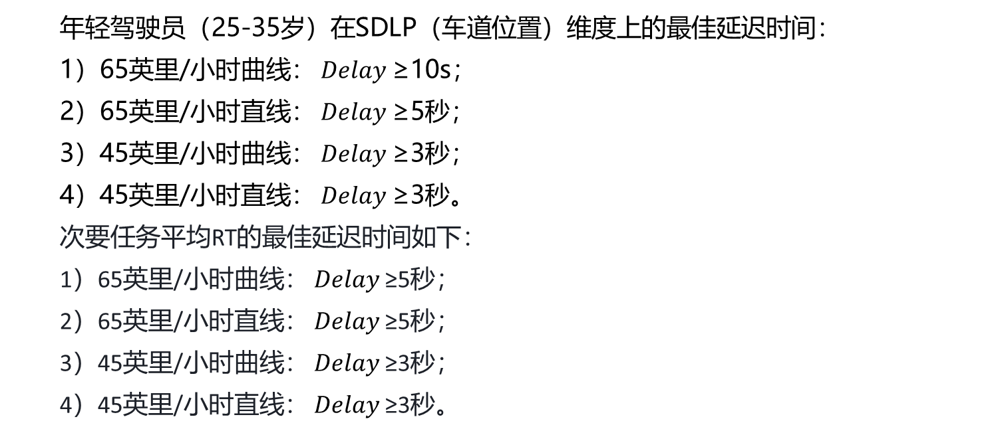 年轻驾驶员（25-35岁）在SDLP（车道位置）维度上的最佳延迟时间：
1）65英里/小时曲线： Delay ≥10s；
2）65英里/小时直线： Delay ≥5秒；
3）45英里/小时曲线： Delay ≥3秒；
4）45英里/小时直线： Delay ≥3秒。
次要任务平均RT的最佳延迟时间如下：
1）65英里/小时曲线： Delay ≥5秒；
2）65英里/小时直线： Delay ≥5秒；
3）45英里/小时曲线： Delay ≥3秒；
4）45英里/小时直线： Delay ≥3秒。